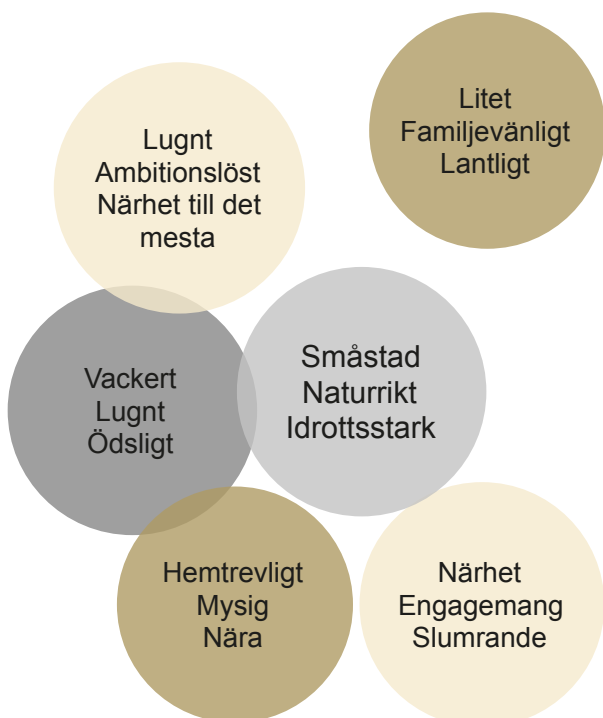 Litet
Familjevänligt
Lantligt
Lugnt
Ambitionslöst
Närhet till det
mesta
Vackert
Lugnt
Ödsligt
Småstad
Naturrikt
Idrottsstark
Hemtrevligt
Mysig
Nära
Närhet
Engagemang
Slumrande